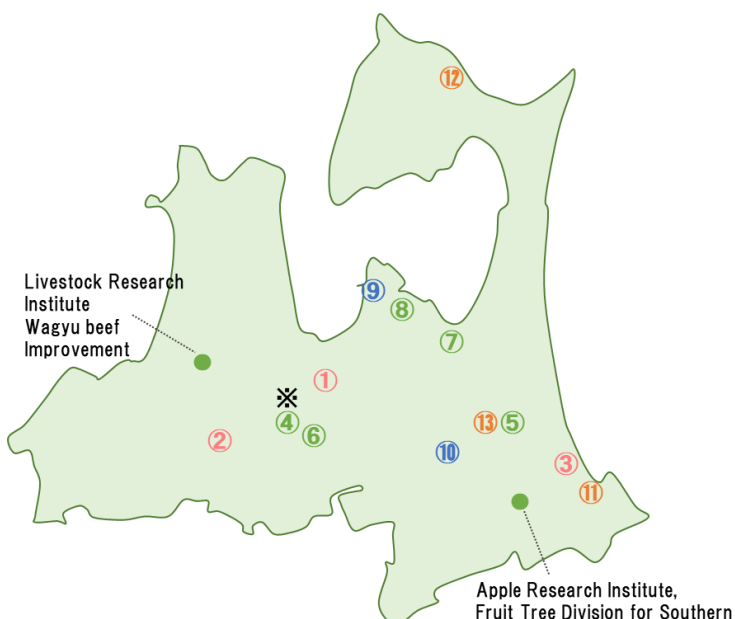 ⑫
Livestock Research
Institute
Wagyu beef
Improvement
⑨
⑧
⑦
①
※
④
⑥
②
⑬
⑤
⑩
③
⑪
Apple Research Institute,
Fruit Tree Division for Southern